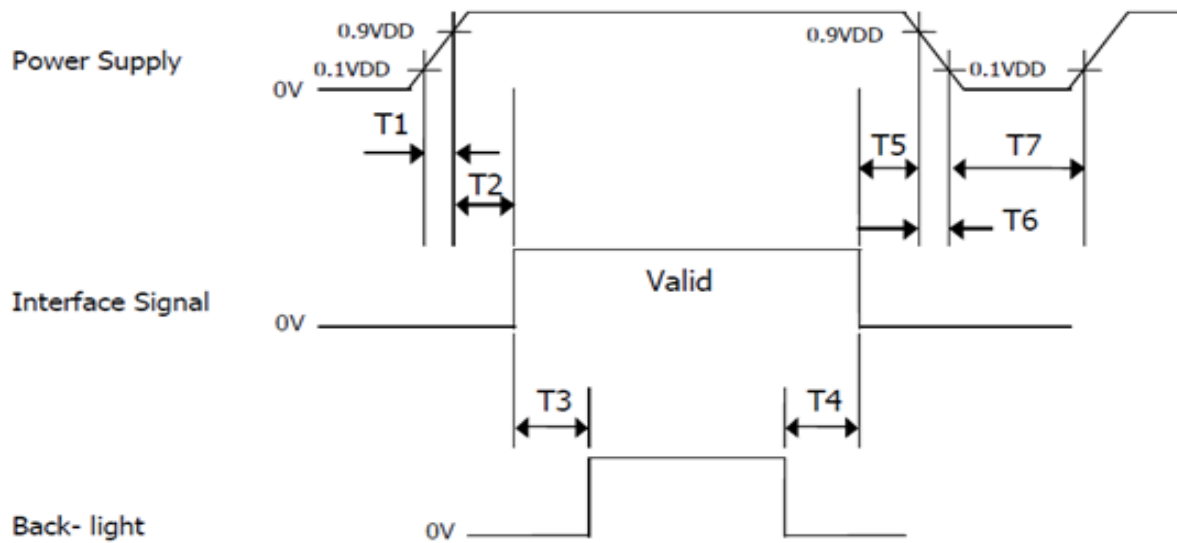 0.9VDD 0.9VDD
Power Supply 0.1VDD 0.1VDD
0V
T1 T5 T7
T2
T6
Valid
Interface Signal
0V
T3 T4
Back- light 0V